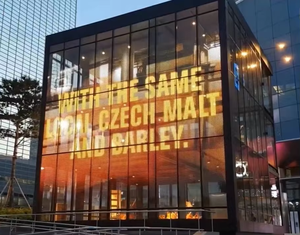 WITH THE SAME
LOCAL CZECH MALT
AND BARLEY.